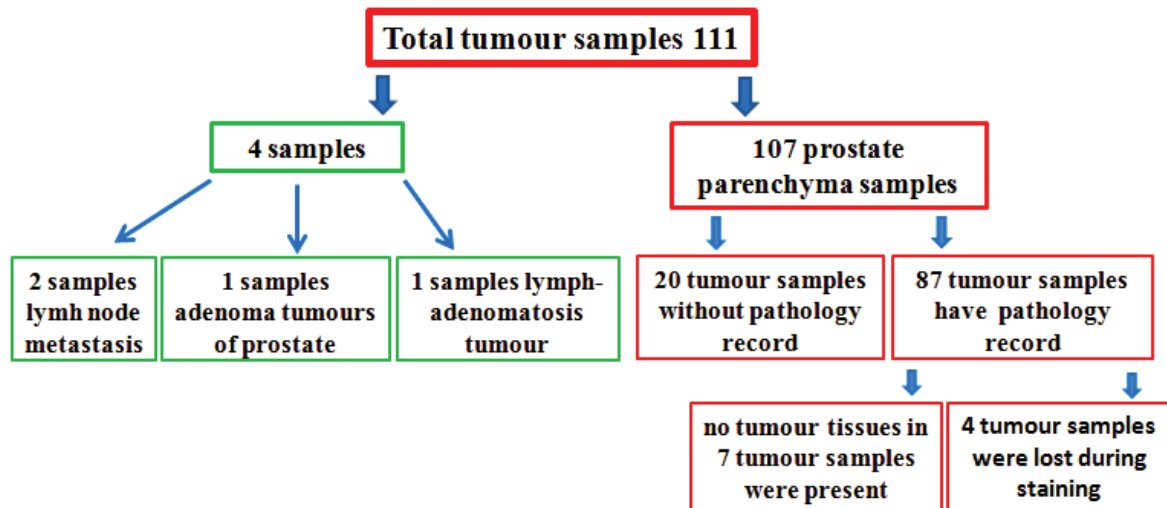 Total tumour samples 111
4 samples
107 prostate
parenchyma samples
2 samples
lymh node
metastasis
1 samples
adenoma tumours
of prostate
1 samples lymph-
adenomatosis
tumour
20 tumour samples
without pathology
record
87 tumour samples
have pathology
record
no tumour tissues in
7 tumour samples
were present
4 tumour samples
were lost during
staining